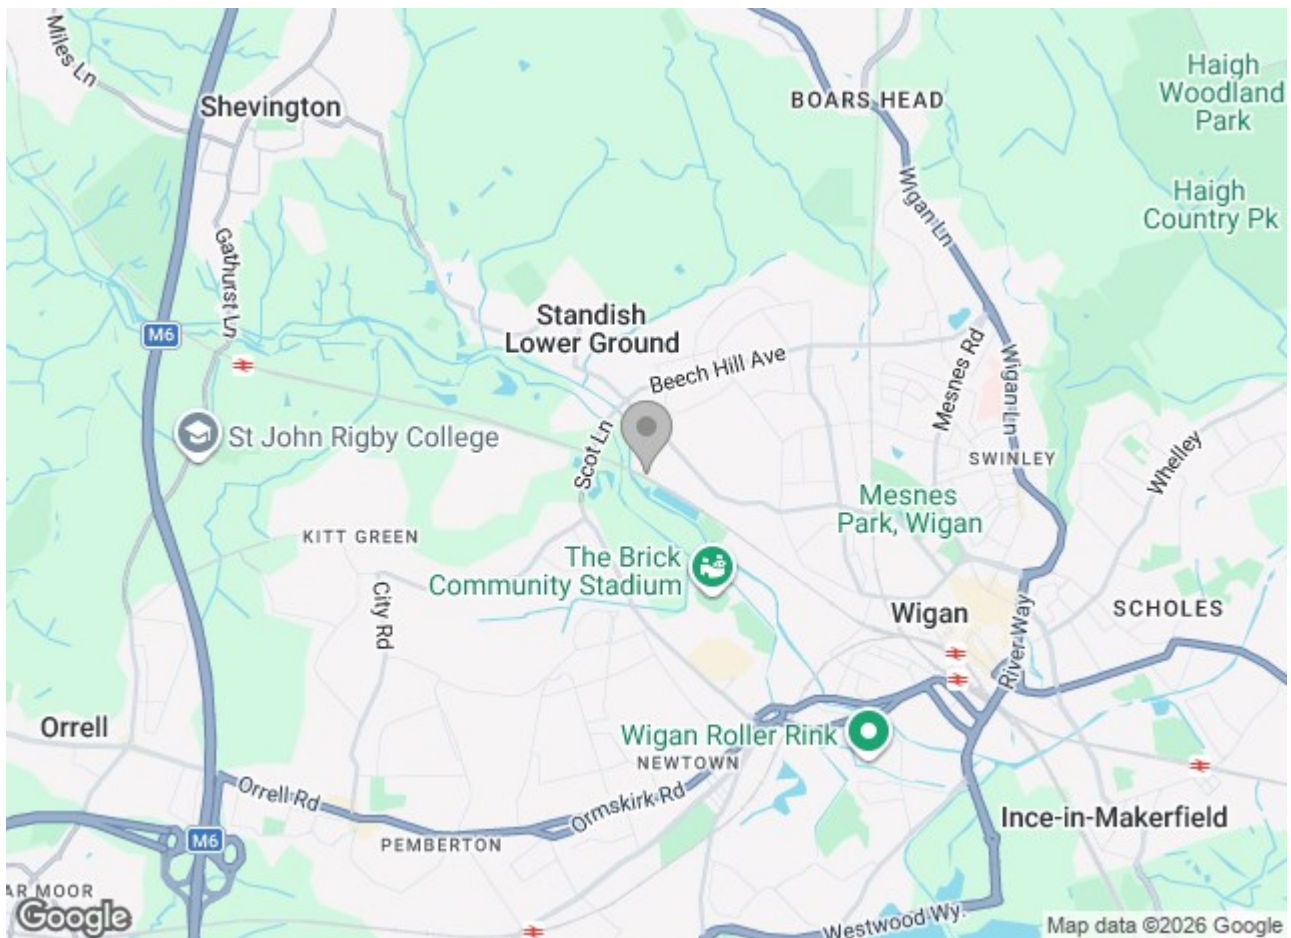 Miles Ln
Shevington
BOARS HEAD
Haigh
Woodland
Park
Haigh
Country Pk
Wigan Ln
Gathurst Ln
M6
Standish
Lower Ground
Beech Hill Ave
Mesnes Rd
Wigan Ln
St John Rigby College
Scot Ln
SWINLEY
Whelley
Mesnes
Park, Wigan
KITT GREEN
The Brick
Community Stadium
City Rd
Wigan
SCHOLES
River Way
Orrell
Wigan Roller Rink
NEWTOWN
Orrell Rd
Ormskirk Rd
Ince-in-Makerfield
M6
PEMBERTON
AR MOOR
Google
Westwood Wy.
Map data ©2026 Google